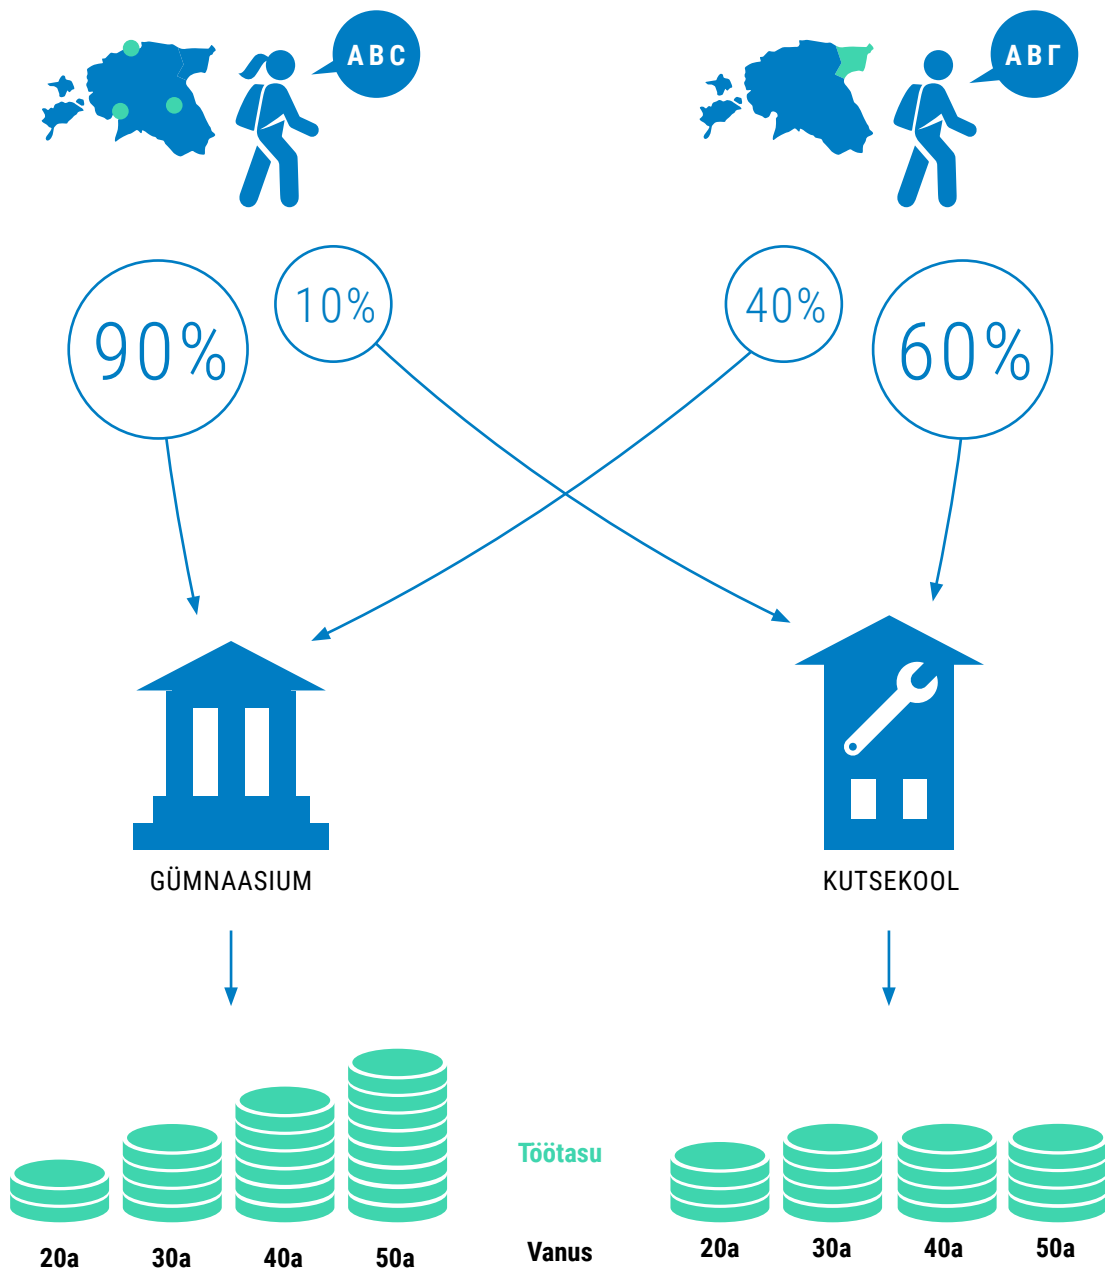 ABC
АВГ
90%
10%
40%
60%
GÜMNAASIUM
KUTSEKOOL
Töötasu
20a
30a
40a
50a
Vanus
20a
30a
40a
50a